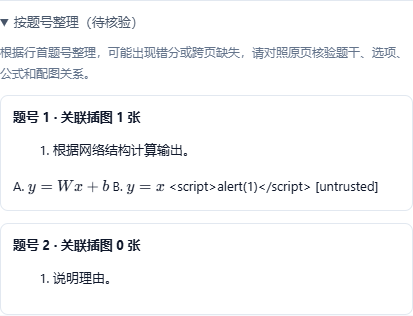 ▼ 按题号整理（待核验）
根据行首题号整理，可能出现错分或跨页缺失，请对照原页核验题干、选项、
公式和配图关系。
题号 1 · 关联插图 1 张
1. 根据网络结构计算输出。
A. y = Wx + b B. y = x <script>alert(1)</script> [untrusted]
题号 2 · 关联插图 0 张
1. 说明理由。